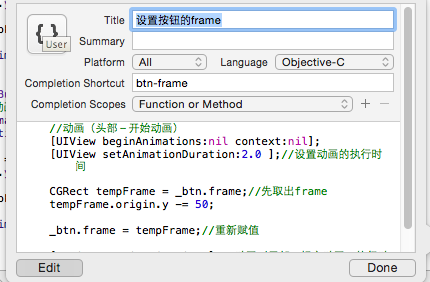 Title 设置按钮的frame
{ }
User
Summary
Platform All Language Objective-C
Completion Shortcut btn-frame
Completion Scopes Function or Method + −
//动画（头部-开始动画）
[UIView beginAnimations:nil context:nil];
[UIView setAnimationDuration:2.0 ];//设置动画的执行时
间
CGRect tempFrame = _btn.frame;//先取出frame
tempFrame.origin.y -= 50;
_btn.frame = tempFrame;//重新赋值
Edit Done